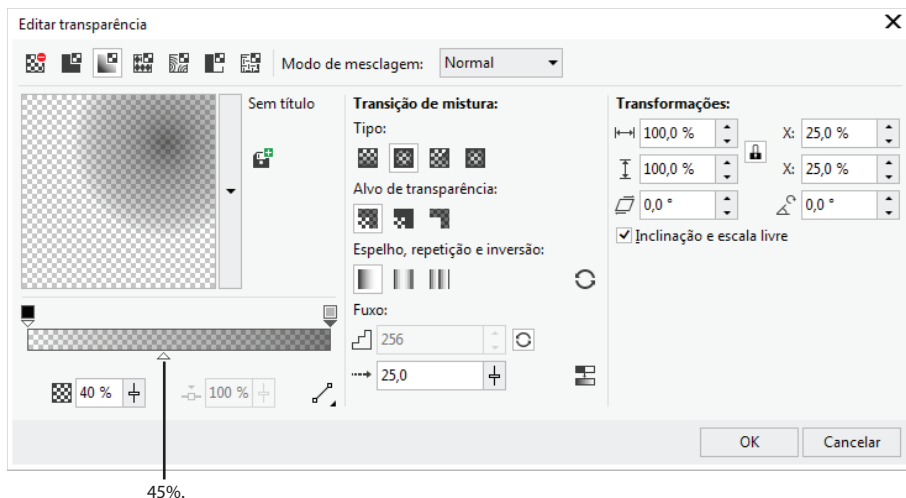 Editar transparência
Modo de mesclagem: Normal
Sem título
Transição de mistura:
Tipo:
Alvo de transparência:
Espelho, repetição e inversão:
Fuxo:
256
25,0
Transformações:
100,0 % X: 25,0 %
100,0 % X: 25,0 %
0,0 ° 0,0 °
Inclinação e escala livre
40 % 100 %
OK Cancelar
45%.